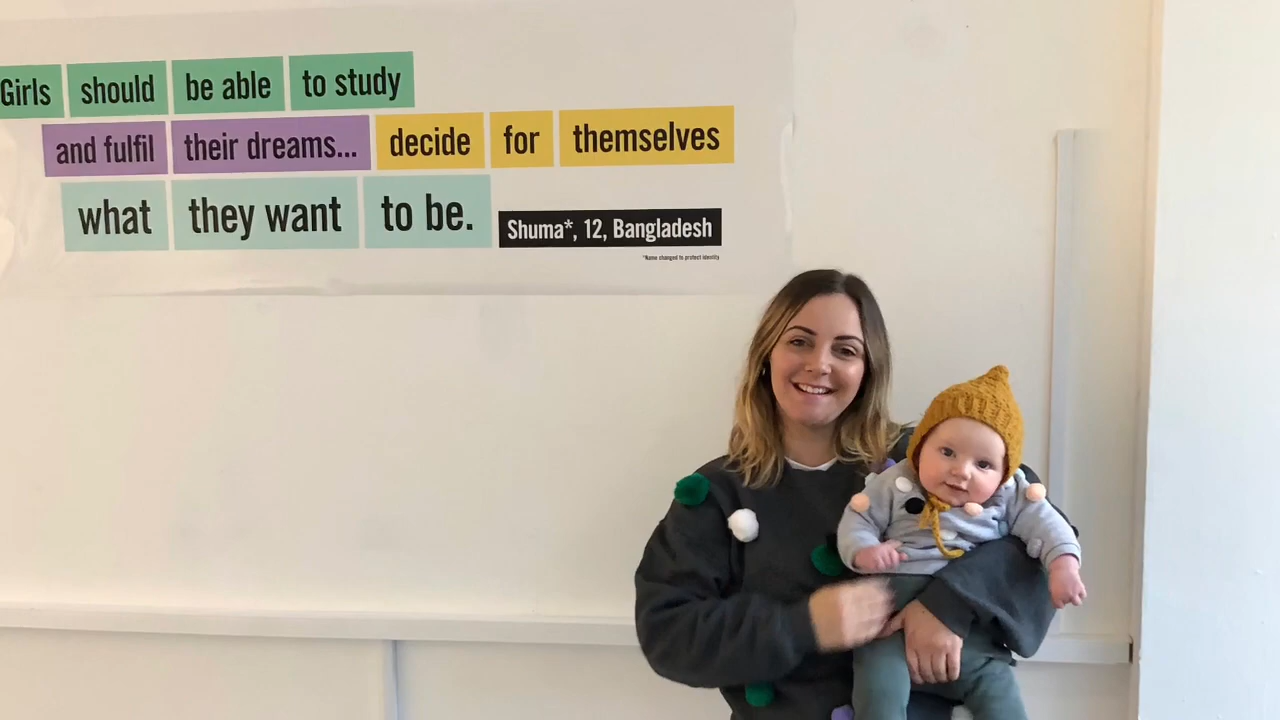 Girls should be able to study
and fulfil their dreams... decide for themselves
what they want to be.
Shuma*, 12, Bangladesh
*Name changed to protect identity